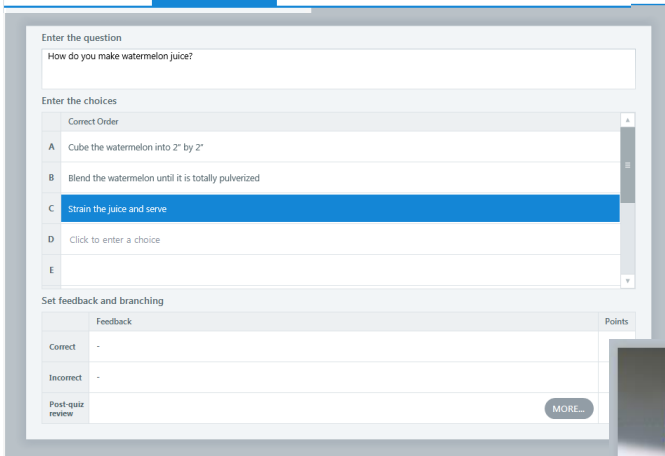 Enter the question
How do you make watermelon juice?
Enter the choices
Correct Order
A Cube the watermelon into 2" by 2"
B Blend the watermelon until it is totally pulverized
C Strain the juice and serve
D Click to enter a choice
E
Set feedback and branching
Feedback Points
Correct -
Incorrect -
Post-quiz
review
MORE...